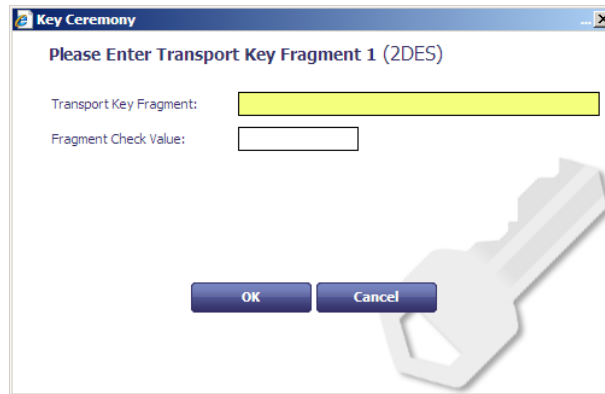 Key Ceremony
Please Enter Transport Key Fragment 1 (2DES)
Transport Key Fragment:
Fragment Check Value:
OK Cancel